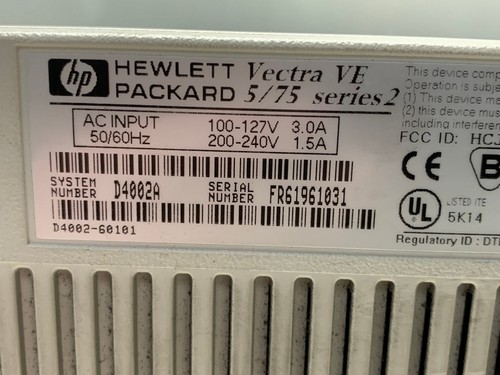 hp HEWLETT PACKARD
Vectra VE
5/75 series2
AC INPUT 100-127V 3.0A
50/60Hz 200-240V 1.5A
SYSTEM NUMBER D4002A SERIAL NUMBER FR61961031
D4002-60101
This device comp
Operation is subje
(1) This device ma
(2) this device mus
including interferen
FCC ID: HCJ
C B
UL LISTED ITE
5K14
Regulatory ID : DT